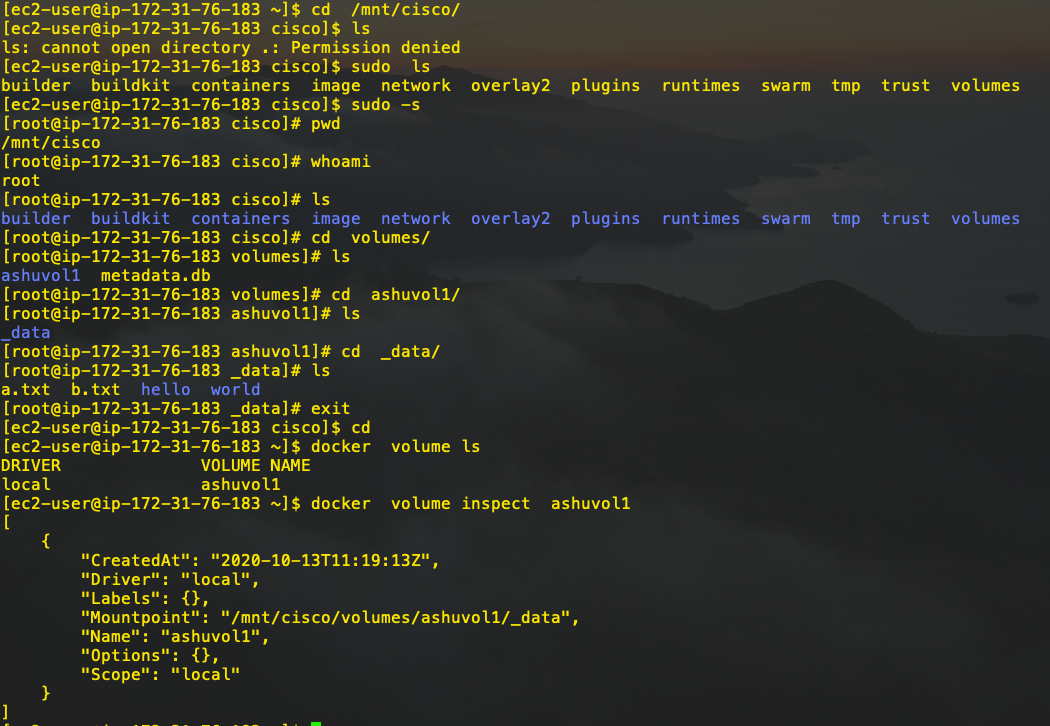 [ec2-user@ip-172-31-76-183 ~]$ cd  /mnt/cisco/
[ec2-user@ip-172-31-76-183 cisco]$ ls
ls: cannot open directory .: Permission denied
[ec2-user@ip-172-31-76-183 cisco]$ sudo  ls
builder  buildkit  containers  image  network  overlay2  plugins  runtimes  swarm  tmp  trust  volumes
[ec2-user@ip-172-31-76-183 cisco]$ sudo -s
[root@ip-172-31-76-183 cisco]# pwd
/mnt/cisco
[root@ip-172-31-76-183 cisco]# whoami
root
[root@ip-172-31-76-183 cisco]# ls
builder  buildkit  containers  image  network  overlay2  plugins  runtimes  swarm  tmp  trust  volumes
[root@ip-172-31-76-183 cisco]# cd  volumes/
[root@ip-172-31-76-183 volumes]# ls
ashuvol1  metadata.db
[root@ip-172-31-76-183 volumes]# cd  ashuvol1/
[root@ip-172-31-76-183 ashuvol1]# ls
_data
[root@ip-172-31-76-183 ashuvol1]# cd  _data/
[root@ip-172-31-76-183 _data]# ls
a.txt  b.txt  hello  world
[root@ip-172-31-76-183 _data]# exit
[ec2-user@ip-172-31-76-183 cisco]$ cd
[ec2-user@ip-172-31-76-183 ~]$ docker  volume ls
DRIVER              VOLUME NAME
local               ashuvol1
[ec2-user@ip-172-31-76-183 ~]$ docker  volume inspect  ashuvol1
[
    {
        "CreatedAt": "2020-10-13T11:19:13Z",
        "Driver": "local",
        "Labels": {},
        "Mountpoint": "/mnt/cisco/volumes/ashuvol1/_data",
        "Name": "ashuvol1",
        "Options": {},
        "Scope": "local"
    }
]